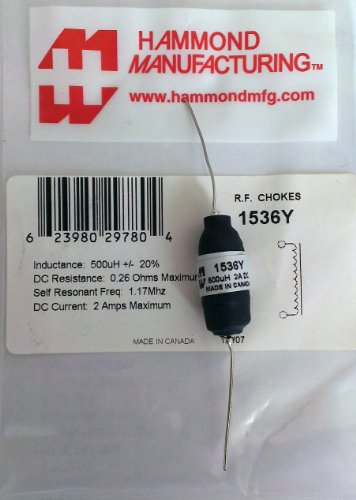 HAMMOND
MANUFACTURING™
www.hammondmfg.com
R.F. CHOKES
1536Y
6 23980 29780 4
Inductance: 500uH +/- 20%
DC Resistance: 0.26 Ohms Maximum
Self Resonant Freq: 1.17Mhz
DC Current: 2 Amps Maximum
MADE IN CANADA
1536Y
500uH 2A DC
MADE IN CANADA